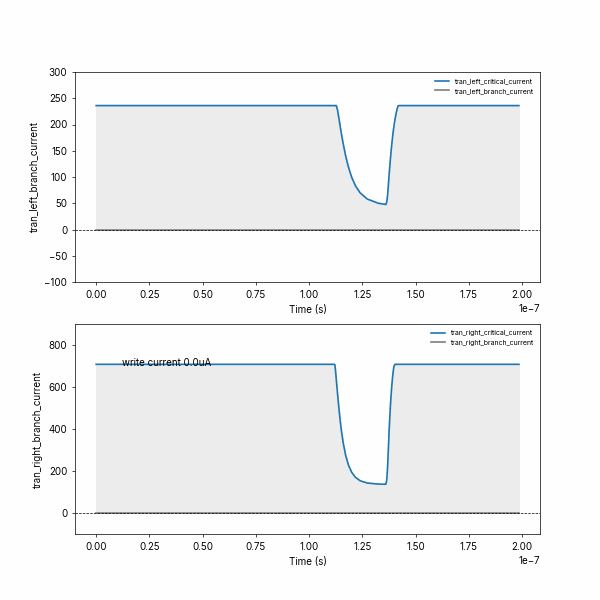 300
250
200
150
100
50
0
−50
−100
tran_left_branch_current
tran_left_critical_current
tran_left_branch_current
0.00 0.25 0.50 0.75 1.00 1.25 1.50 1.75 2.00
Time (s)
1e−7
800
600
400
200
0
tran_right_branch_current
write current 0.0uA
tran_right_critical_current
tran_right_branch_current
0.00 0.25 0.50 0.75 1.00 1.25 1.50 1.75 2.00
Time (s)
1e−7